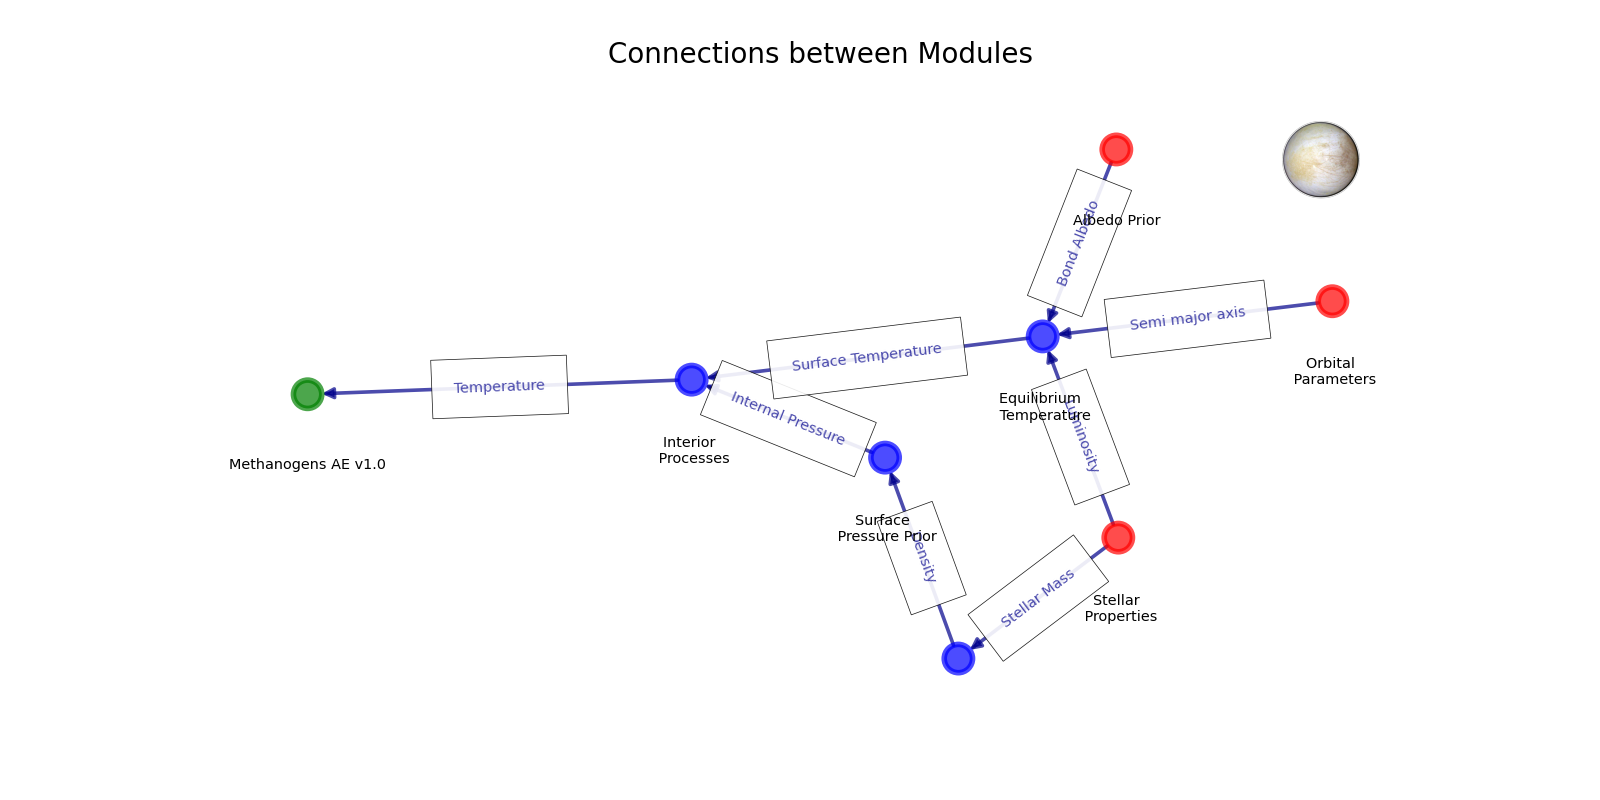 Connections between Modules
Albedo Prior
Bond Albedo
Semi major axis
Orbital
Parameters
Surface Temperature
Equilibrium
Temperature
Temperature
Internal Pressure
Luminosity
Interior
Processes
Methanogens AE v1.0
Surface
Pressure Prior
Density
Stellar Mass
Stellar
Properties